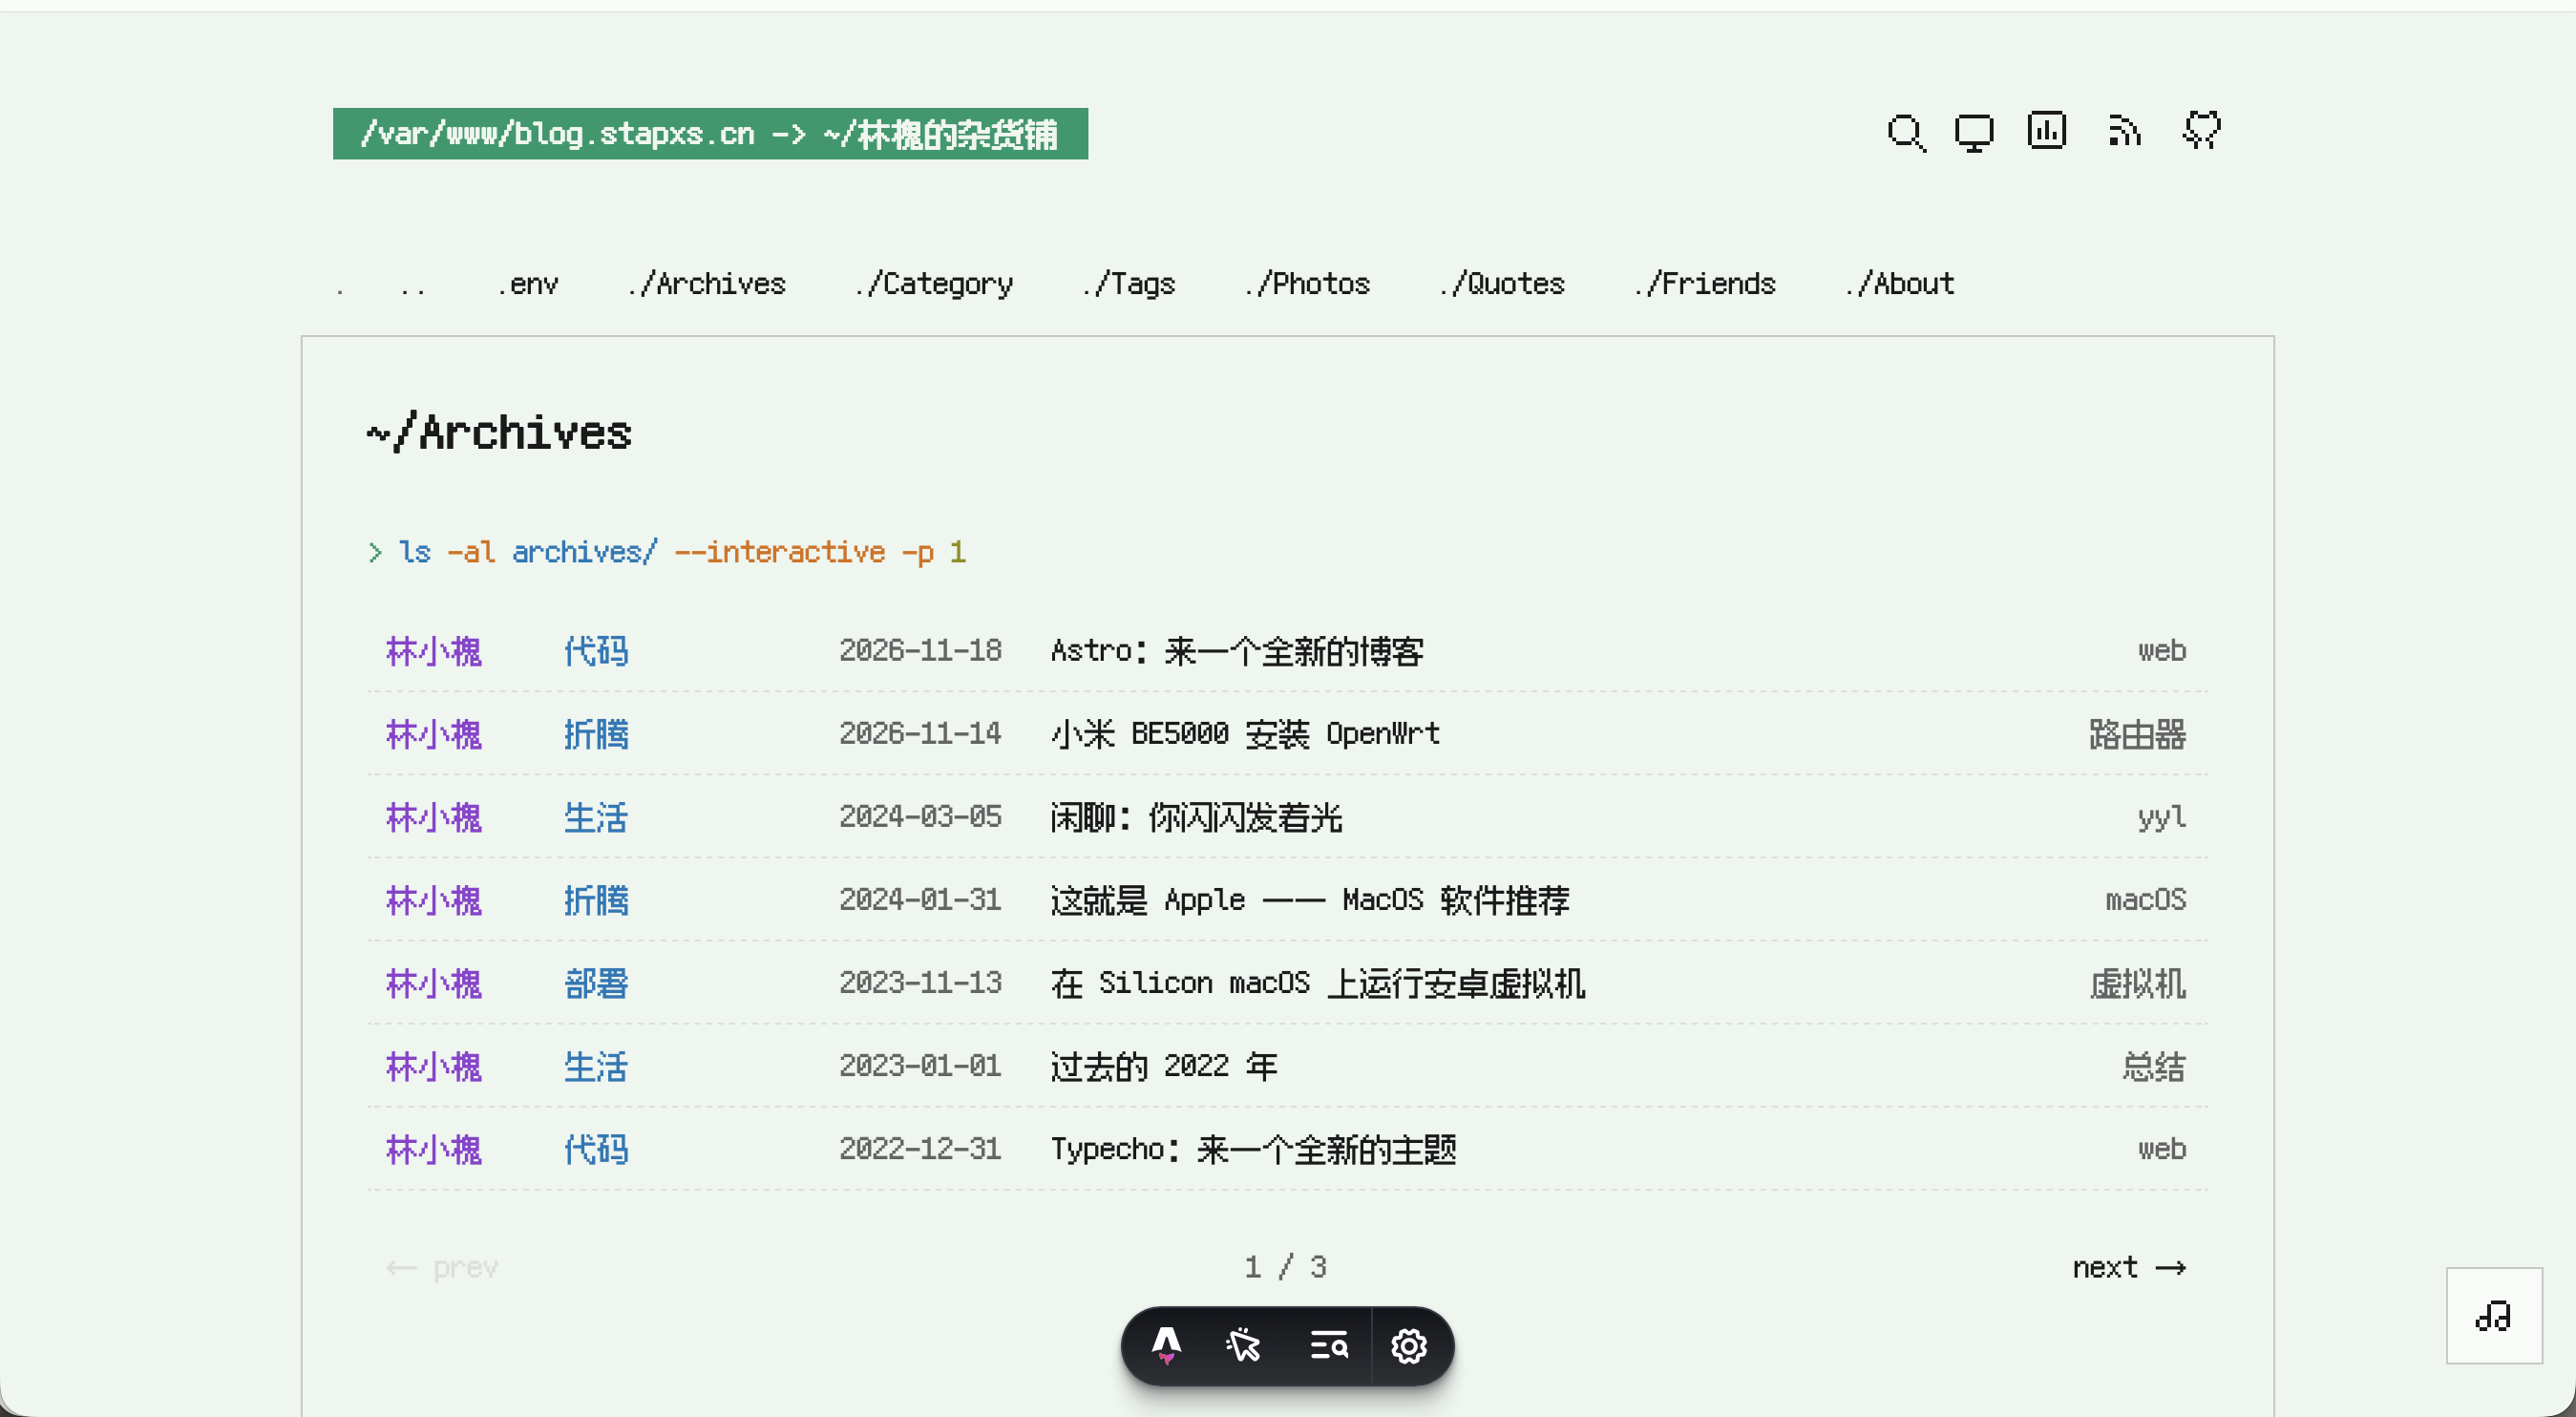 /var/www/blog.stapxs.cn -> ~/林槐的杂货铺
. .. .env ./Archives ./Category ./Tags ./Photos ./Quotes ./Friends ./About
~/Archives
> ls -al archives/ --interactive -p 1
林小槐 代码 2026-11-18 Astro：来一个全新的博客 web
林小槐 折腾 2026-11-14 小米 BE5000 安装 OpenWrt 路由器
林小槐 生活 2024-03-05 闲聊：你闪闪发着光 yyl
林小槐 折腾 2024-01-31 这就是 Apple —— MacOS 软件推荐 macOS
林小槐 部署 2023-11-13 在 Silicon macOS 上运行安卓虚拟机 虚拟机
林小槐 生活 2023-01-01 过去的 2022 年 总结
林小槐 代码 2022-12-31 Typecho：来一个全新的主题 web
← prev 1 / 3 next →